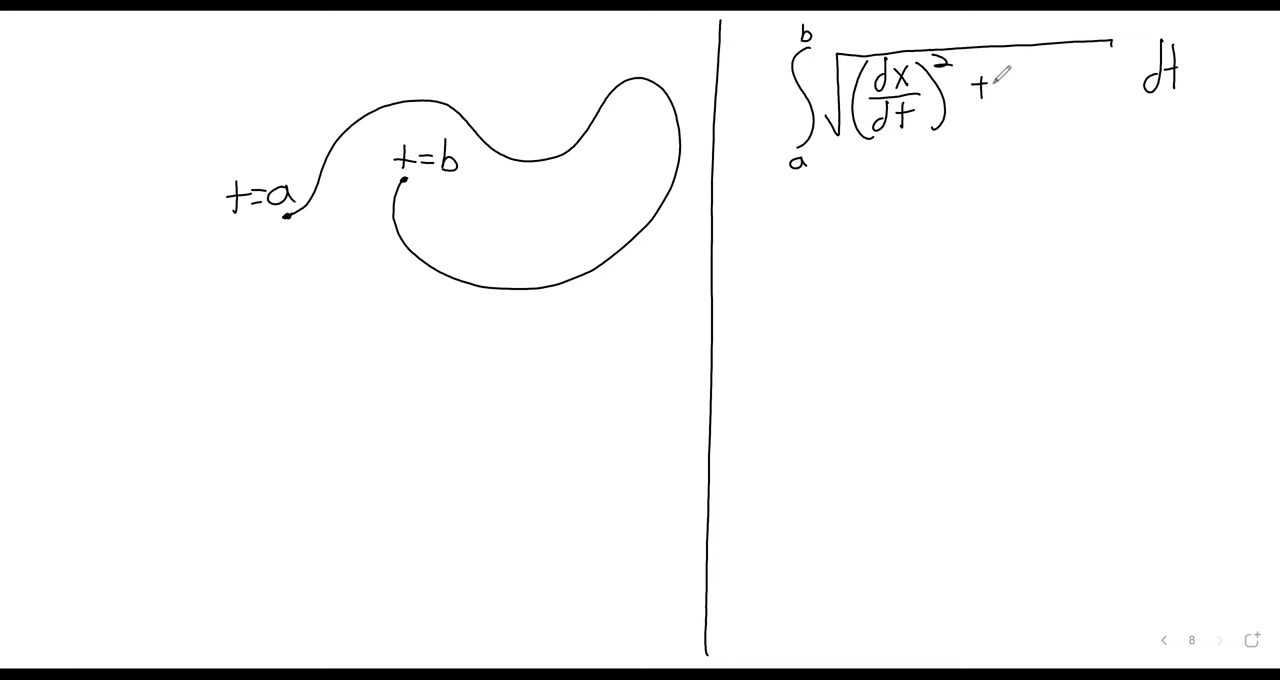 t=a
t=b
b
∫ √(dx/dt)² + dt
a
8